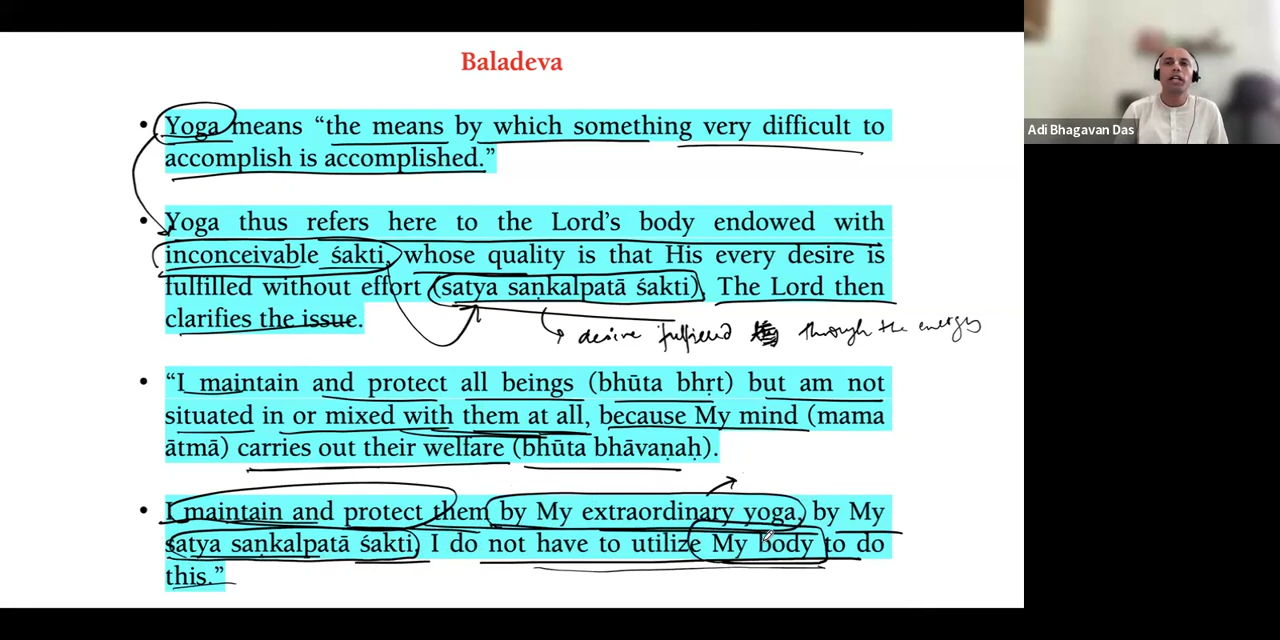 Baladeva
• Yoga means “the means by which something very difficult to
accomplish is accomplished.”
• Yoga thus refers here to the Lord’s body endowed with
inconceivable śakti, whose quality is that His every desire is
fulfilled without effort (satya saṇkalpatā śakti). The Lord then
clarifies the issue.
desire fulfilled through the energy
• “I maintain and protect all beings (bhūta bhṛt) but am not
situated in or mixed with them at all, because My mind (mama
ātmā) carries out their welfare (bhūta bhāvaṇaḥ).
• I maintain and protect them by My extraordinary yoga, by My
satya saṇkalpatā śakti. I do not have to utilize My body to do
this.”
Adi Bhagavan Das